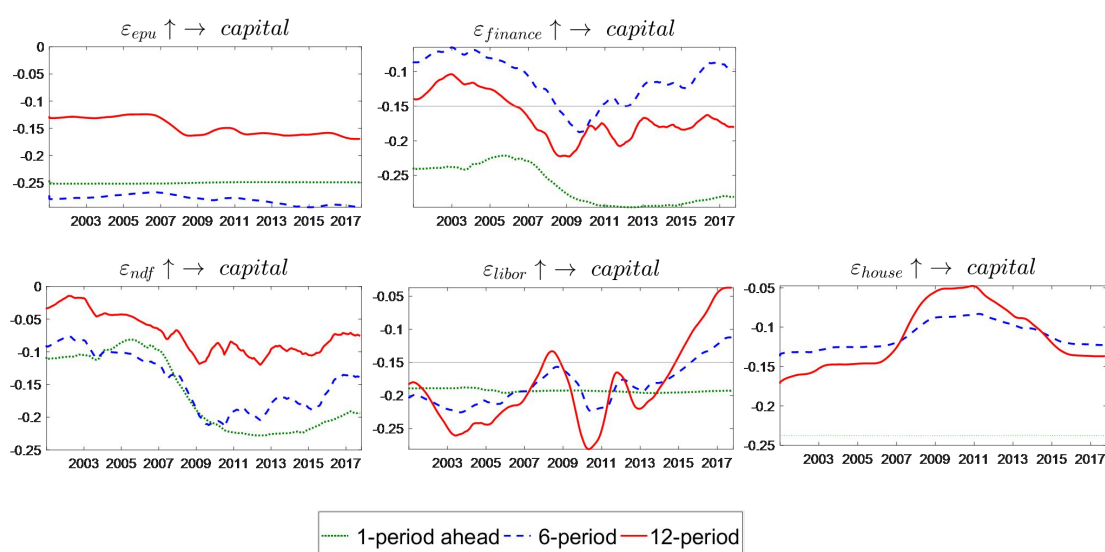 ε_epu ↑ → capital
0
-0.05
-0.1
-0.15
-0.2
-0.25
2003 2005 2007 2009 2011 2013 2015 2017
ε_finance ↑ → capital
-0.1
-0.15
-0.2
-0.25
2003 2005 2007 2009 2011 2013 2015 2017
ε_ndf ↑ → capital
0
-0.05
-0.1
-0.15
-0.2
-0.25
2003 2005 2007 2009 2011 2013 2015 2017
ε_libor ↑ → capital
-0.05
-0.1
-0.15
-0.2
-0.25
2003 2005 2007 2009 2011 2013 2015 2017
ε_house ↑ → capital
-0.05
-0.1
-0.15
-0.2
-0.25
2003 2005 2007 2009 2011 2013 2015 2017
1-period ahead 6-period 12-period